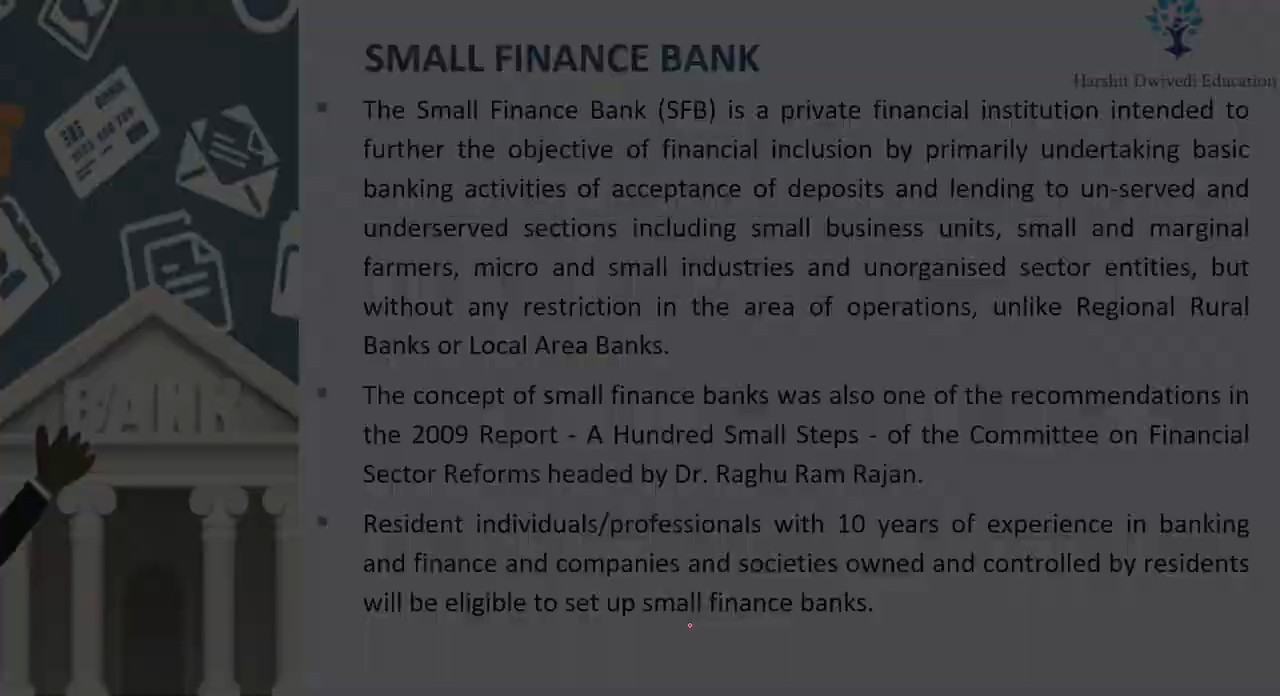 SMALL FINANCE BANK
Harshit Dwivedi Education
The Small Finance Bank (SFB) is a private financial institution intended to
further the objective of financial inclusion by primarily undertaking basic
banking activities of acceptance of deposits and lending to un-served and
underserved sections including small business units, small and marginal
farmers, micro and small industries and unorganised sector entities, but
without any restriction in the area of operations, unlike Regional Rural
Banks or Local Area Banks.
The concept of small finance banks was also one of the recommendations in
the 2009 Report - A Hundred Small Steps - of the Committee on Financial
Sector Reforms headed by Dr. Raghu Ram Rajan.
Resident individuals/professionals with 10 years of experience in banking
and finance and companies and societies owned and controlled by residents
will be eligible to set up small finance banks.
BANK